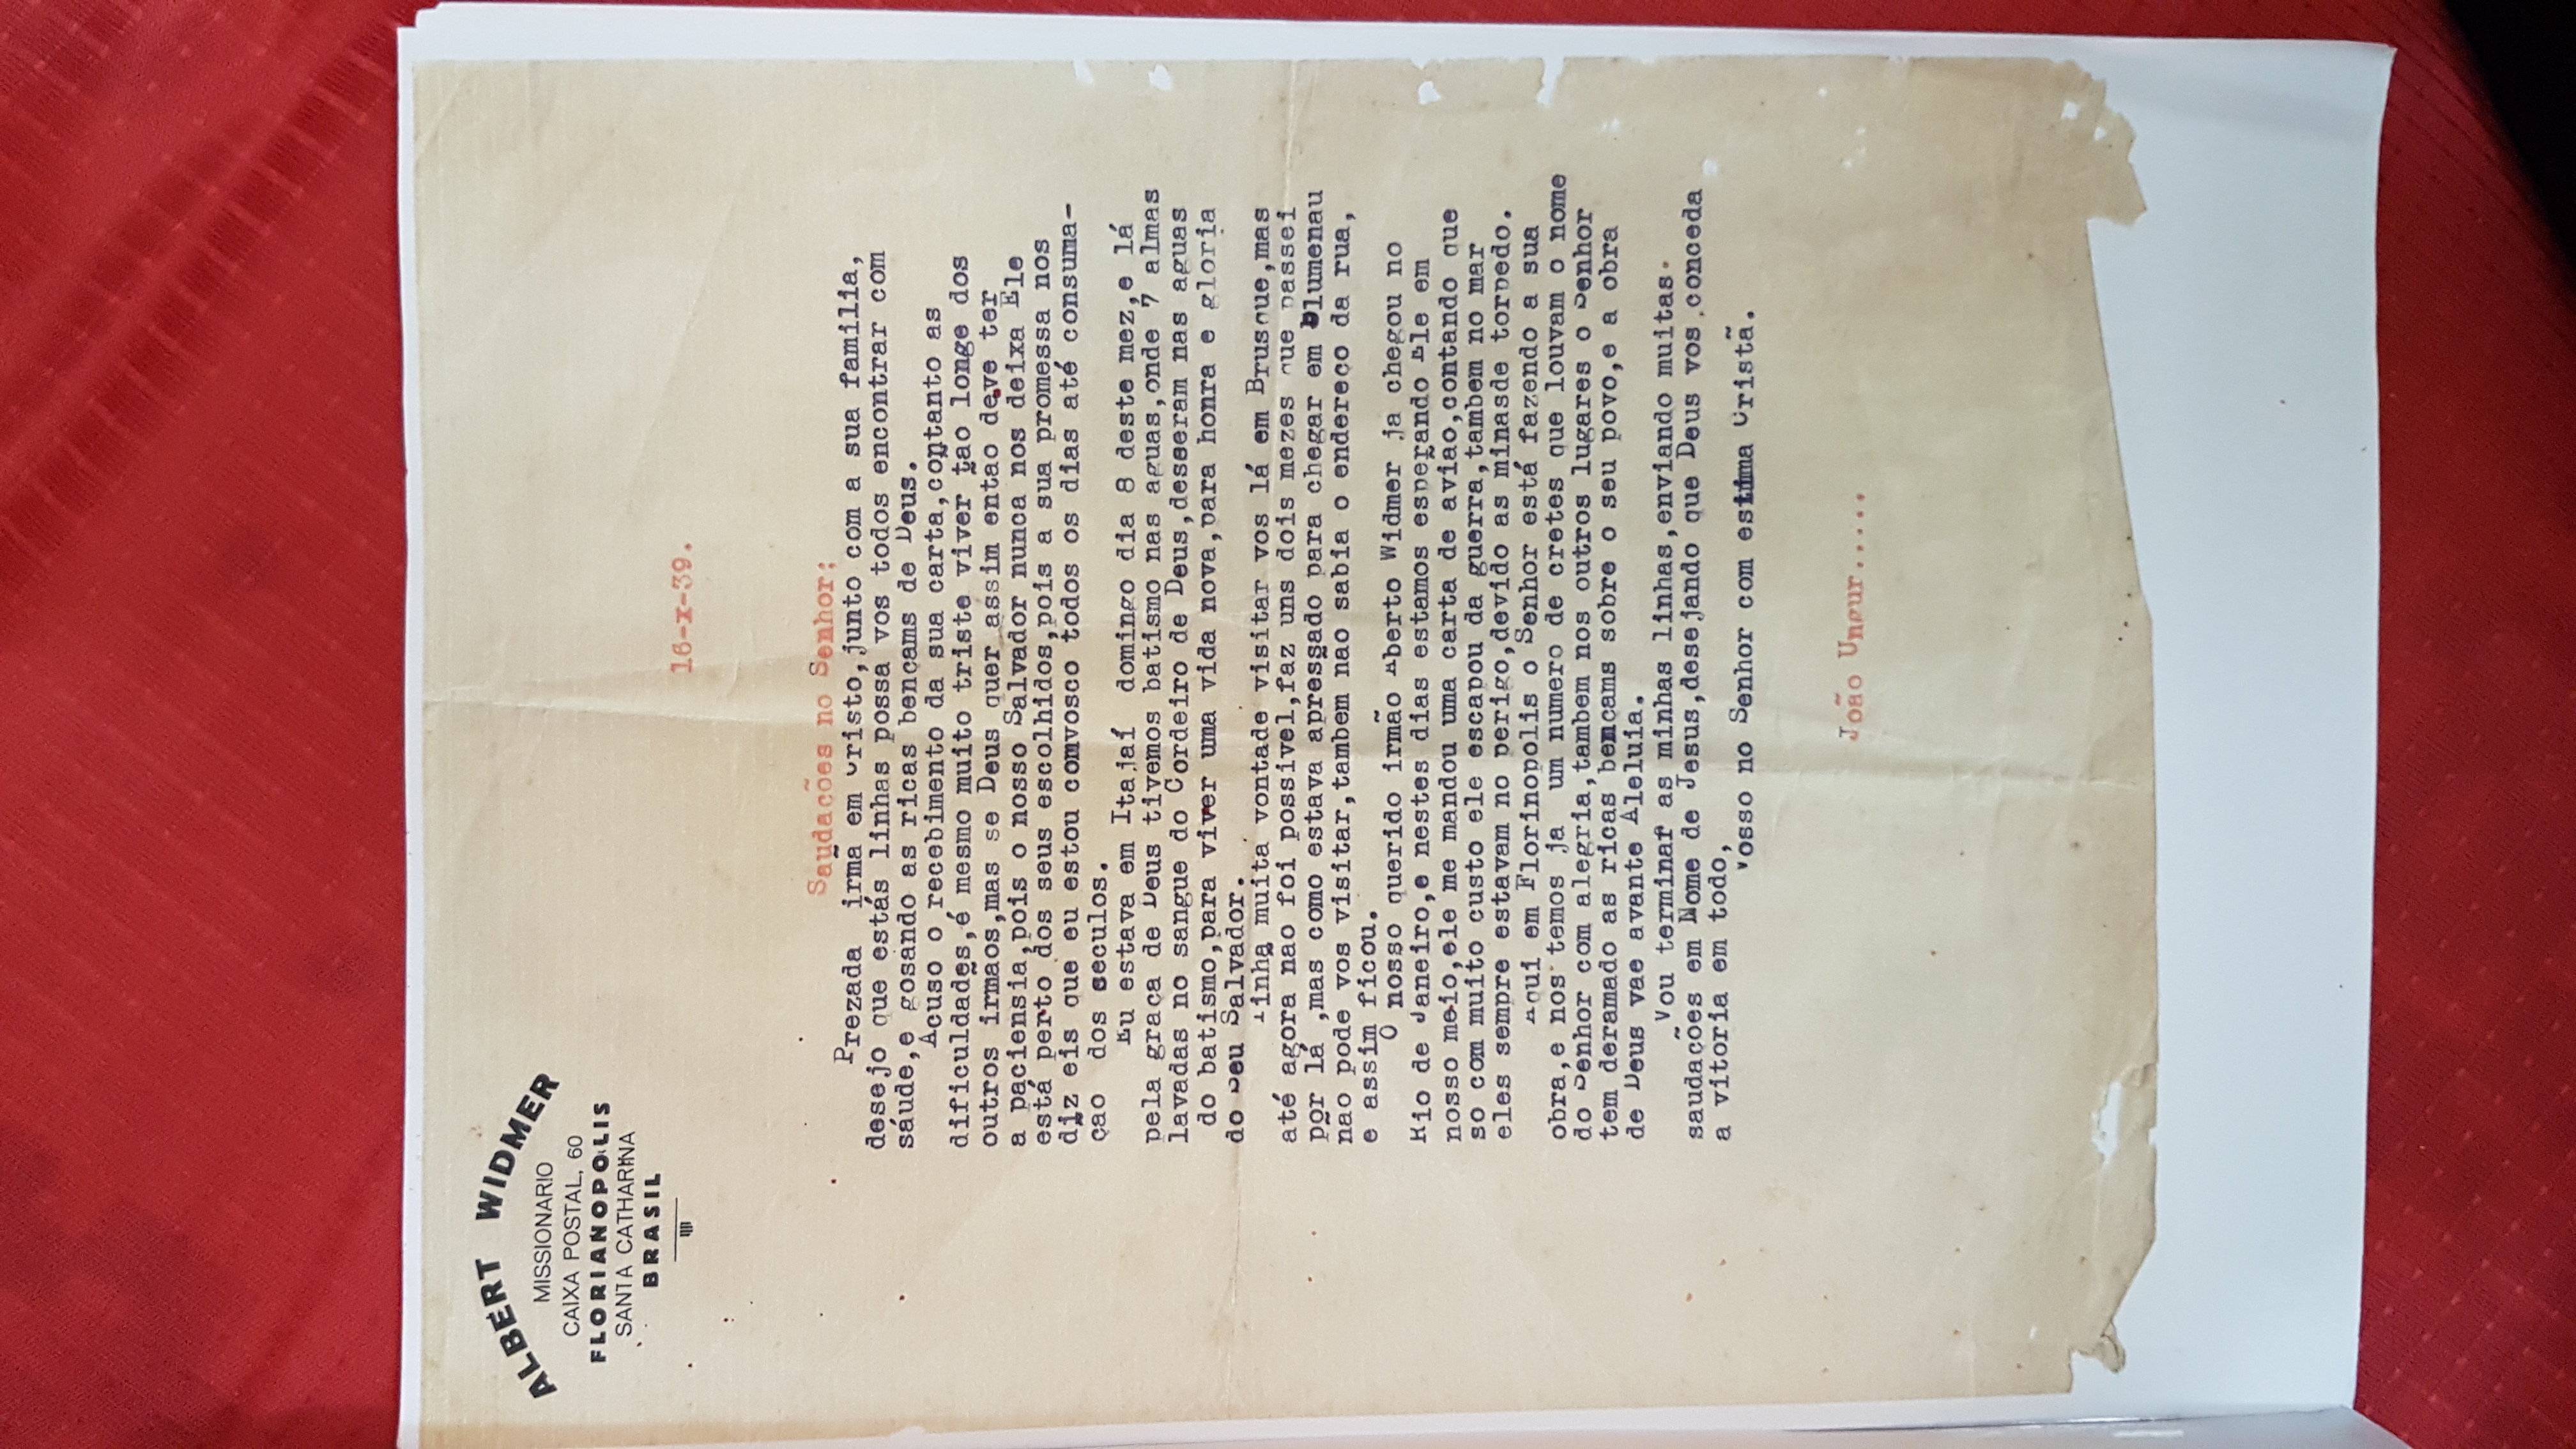 ALBERT WIDMER
MISSIONARIO
CAIXA POSTAL, 60
FLORIANOPOLIS
SANTA CATHARINA
BRASIL
16-X-39.
Saudações no Senhor:
Prezada irmã em Cristo,junto com a sua familia,
desejo que estás linhas possa vos todos encontrar com
sáude,e gosando as ricas bençams de Deus.
Acuso o recebimento da sua carta,contanto as
dificuldades,é mesmo muito triste viver tão longe dos
outros irmãos,mas se Deus quer assim então deve ter
a paciensia,pois o nosso Salvador nunca nos deixa Ele
está perto dos seus escolhidos,pois a sua promessa nos
diz eis que eu estou comvosco todos os dias até consuma-
ção dos seculos.
Eu estava em Itajaí domingo dia 8 deste mez,e lá
pela graça de Deus tivemos batismo nas aguas,onde 7 almas
lavadas no sangue do Cordeiro de Deus,deseram nas aguas
do batismo,para viver uma vida nova,para honra e gloria
do Seu Salvador.
Tinha muita vontade visitar vos lá em Brusque,mas
até agora não foi possivel,faz uns dois mezes que passei
por lá ,mas como estava apressado para chegar em Blumenau
não pode vos visitar,tambem não sabia o endereço da rua,
e assim ficou.
O nosso querido irmão Aberto Widmer ja chegou no
Rio de Janeiro,e nestes dias estamos esperando Ele em
nosso meio,ele me mandou uma carta de avião,contando que
so com muito custo ele escapou da guerra,tambem no mar
eles sempre estavam no perigo,devido as minasde torpedo.
Aqui em Florinopolis o Senhor está fazendo a sua
obra,e nos temos ja um numero de cretes que louvam o nome
do Senhor com alegria,tambem nos outros lugares o Senhor
tem deramado as ricas bençams sobre o seu povo,e a obra
de Deus vae avante Aleluia.
Vou terminar as minhas linhas,enviando muitas
saudações em Nome de Jesus,desejando que Deus vos conceda
a vitoria em todo,
Vosso no Senhor com estima Cristã.
João Ungur.....